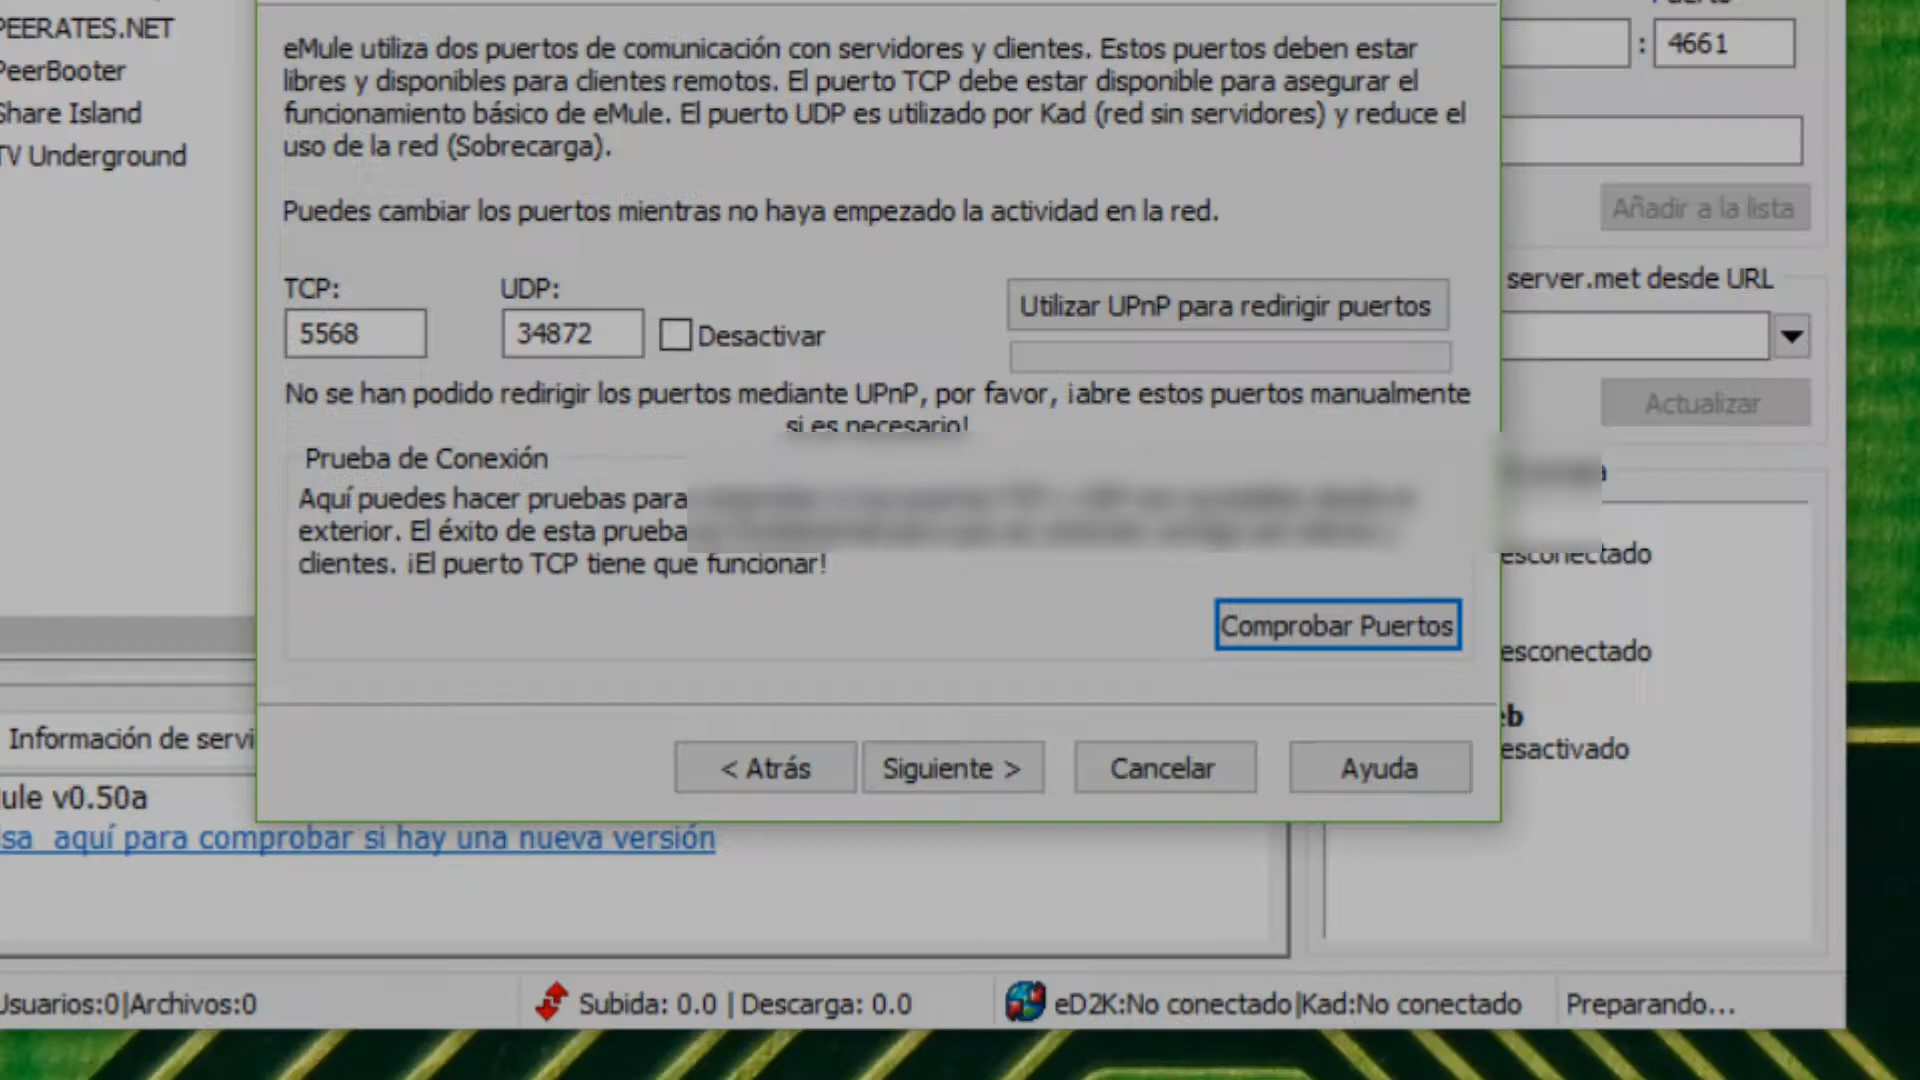 PEERATES.NET
PeerBooter
Share Island
TV Underground
eMule utiliza dos puertos de comunicación con servidores y clientes. Estos puertos deben estar
libres y disponibles para clientes remotos. El puerto TCP debe estar disponible para asegurar el
funcionamiento básico de eMule. El puerto UDP es utilizado por Kad (red sin servidores) y reduce el
uso de la red (Sobrecarga).
Puedes cambiar los puertos mientras no haya empezado la actividad en la red.
TCP:
UDP:
5568
34872
Desactivar
Utilizar UPnP para redirigir puertos
No se han podido redirigir los puertos mediante UPnP, por favor, ¡abre estos puertos manualmente
si es necesario!
Prueba de Conexión
Aquí puedes hacer pruebas para
exterior. El éxito de esta prueba
clientes. ¡El puerto TCP tiene que funcionar!
Comprobar Puertos
< Atrás
Siguiente >
Cancelar
Ayuda
: 4661
Añadir a la lista
server.met desde URL
Actualizar
esconectado
esconectado
eb
esactivado
Información de servi
ule v0.50a
lsa aquí para comprobar si hay una nueva versión
Usuarios:0|Archivos:0
Subida: 0.0 | Descarga: 0.0
eD2K:No conectado|Kad:No conectado
Preparando...